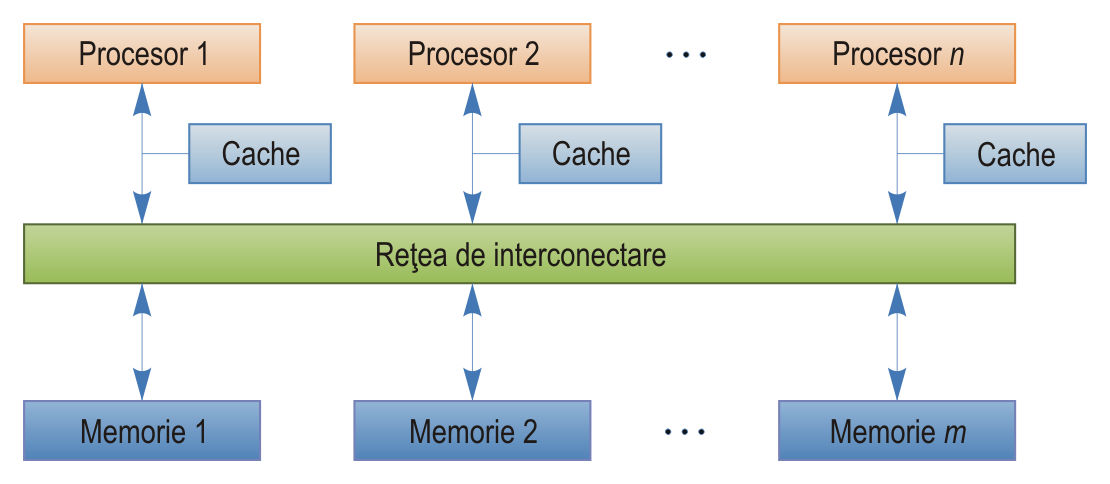 Procesor 1
Procesor 2
...
Procesor n
Cache
Cache
Cache
Reţea de interconectare
Memorie 1
Memorie 2
...
Memorie m